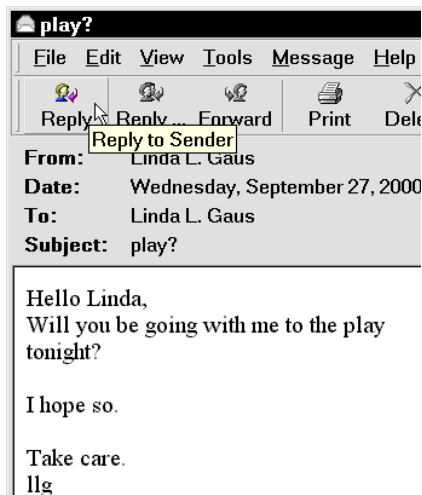 play?
File Edit View Tools Message Help
Reply Reply ... Forward Print Dele
Reply to Sender
From: Linda L. Gaus
Date: Wednesday, September 27, 2000
To: Linda L. Gaus
Subject: play?
Hello Linda,
Will you be going with me to the play
tonight?
I hope so.
Take care.
llg